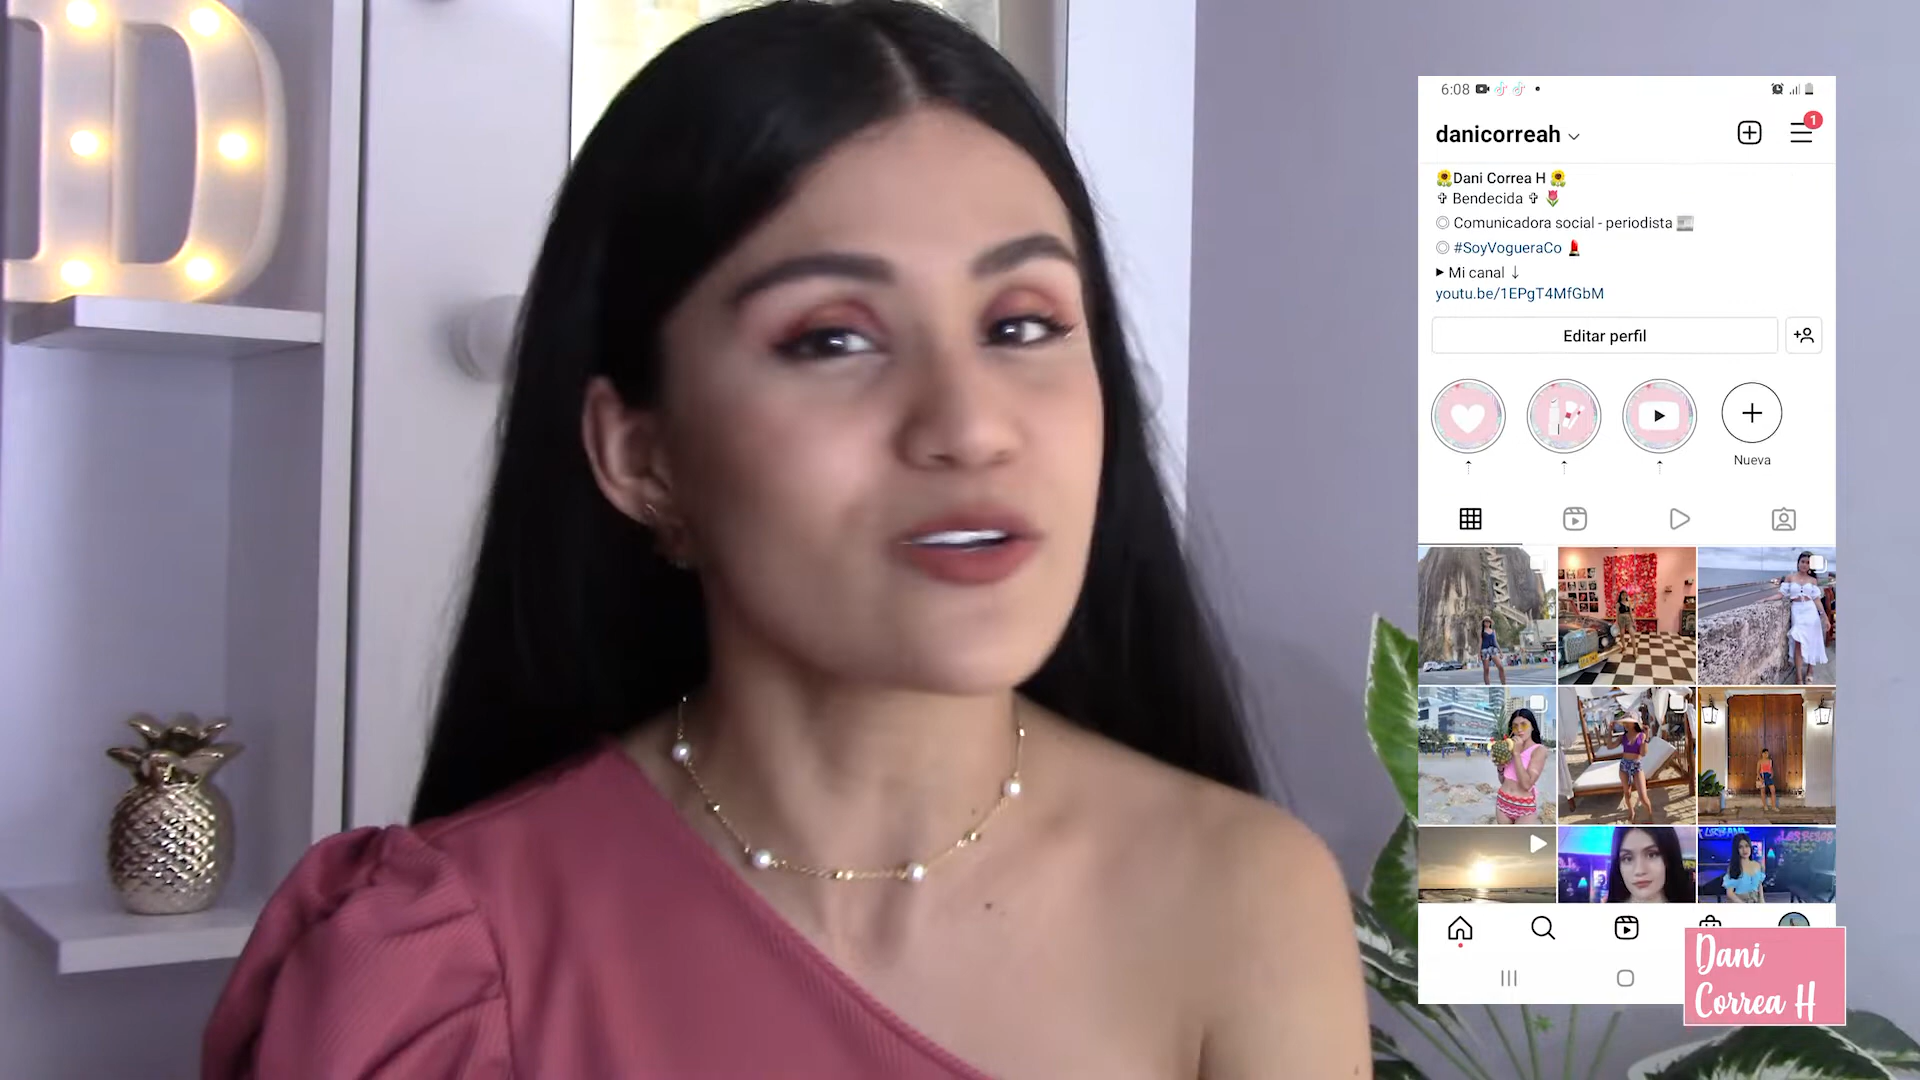 D
6:08
danicorreah
1
🌻Dani Correa H 🌻
✞ Bendecida ✞ 🌷
◎ Comunicadora social - periodista 📰
◎ #SoyVogueraCo 💄
▶ Mi canal ↓
youtu.be/1EPgT4MfGbM
Editar perfil
Nueva
Dani
Correa H